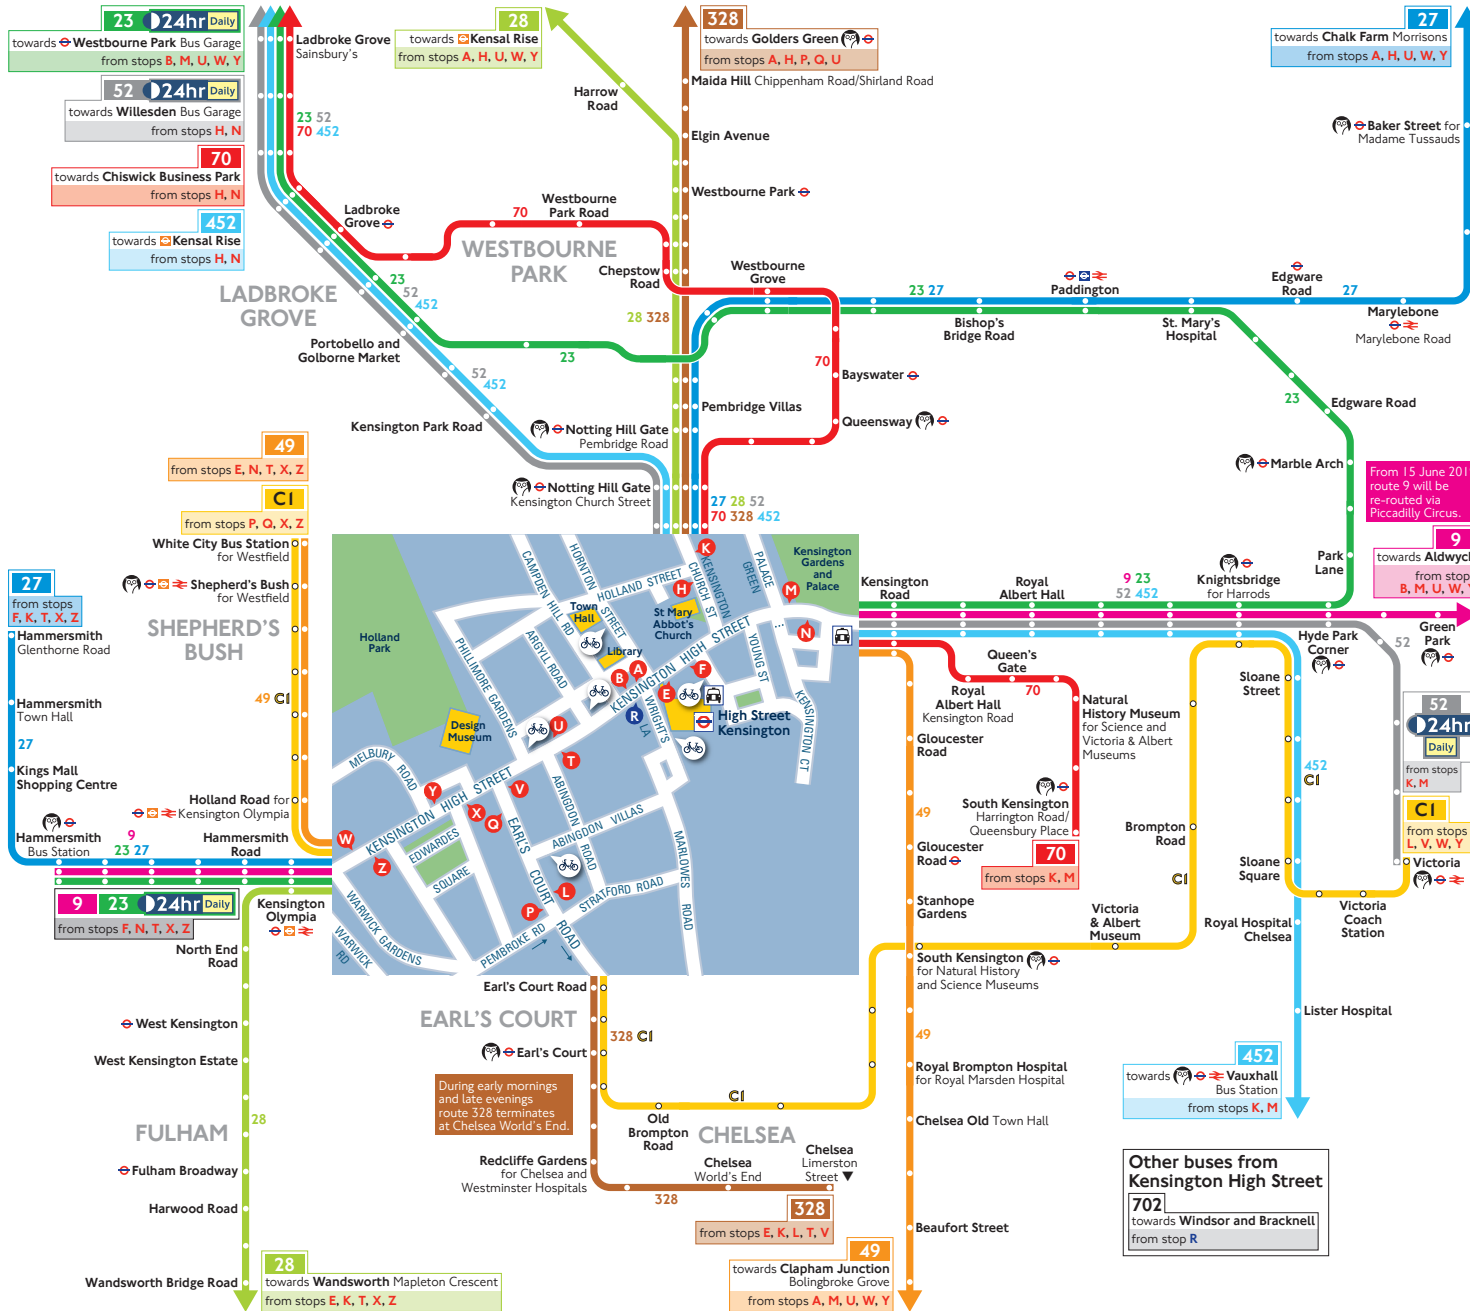 23 24hr Daily
towards Westbourne Park Bus Garage
from stops B, M, U, W, Y
52 24hr Daily
towards Willesden Bus Garage
from stops H, N
70
towards Chiswick Business Park
from stops H, N
452
towards Kensal Rise
from stops H, N
Ladbroke Grove
Sainsbury's
23 52
70 452
28
towards Kensal Rise
from stops A, H, U, W, Y
Harrow
Road
328
towards Golders Green
from stops A, H, P, Q, U
Maida Hill Chippenham Road/Shirland Road
Elgin Avenue
Westbourne Park
27
towards Chalk Farm Morrisons
from stops A, H, U, W, Y
Baker Street for
Madame Tussauds
Ladbroke
Grove
70
Westbourne
Park Road
WESTBOURNE
PARK
Chepstow
Road
Westbourne
Grove
LADBROKE
GROVE
23
52
452
28 328
23 27
Paddington
Edgware
Road
27
Bishop's
Bridge Road
St. Mary's
Hospital
Marylebone
Marylebone Road
Portobello and
Golborne Market
23
52
452
70
Bayswater
Pembridge Villas
Queensway
23
Edgware Road
Kensington Park Road
Notting Hill Gate
Pembridge Road
Marble Arch
Notting Hill Gate
Kensington Church Street
27 28 52
70 328 452
From 15 June 201
route 9 will be
re-routed via
Piccadilly Circus.
49
from stops E, N, T, X, Z
C1
from stops P, Q, X, Z
White City Bus Station
for Westfield
Shepherd's Bush
for Westfield
SHEPHERD'S
BUSH
49 C1
27
from stops
F, K, T, X, Z
Hammersmith
Glenthorne Road
Hammersmith
Town Hall
27
Kings Mall
Shopping Centre
Holland Road for
Kensington Olympia
Hammersmith
Bus Station
9
23 27
Hammersmith
Road
9 23 24hr Daily
from stops F, N, T, X, Z
Kensington
Olympia
Holland
Park
CAMPDEN HILL RD
HORNTON
STREET
HOLLAND STREET
KENSINGTON
CHURCH ST
PALACE
GREEN
...
Kensington
Gardens
and
Palace
Town
Hall
St Mary
Abbot's
Church
Library
PHILLIMORE GARDENS
ARGYLL ROAD
KENSINGTON HIGH STREET
YOUNG ST
KENSINGTON CT
WRIGHT'S
LA
High Street
Kensington
Design
Museum
MELBURY
ROAD
KENSINGTON HIGH STREET
EDWARDES
SQUARE
EARL'S
COURT
ROAD
ABINGDON
ROAD
ABINGDON VILLAS
STRATFORD ROAD
MARLOES
ROAD
PEMBROKE RD
WARWICK GARDENS
WARWICK
RD
K
H
M
N
A
B
F
E
R
U
T
V
Y
X
Q
W
Z
L
P
Kensington
Road
Royal
Albert Hall
9 23
52 452
Knightsbridge
for Harrods
Park
Lane
9
towards Aldwyc
from stop
B, M, U, W, Y
Hyde Park
Corner
52
Green
Park
Queen's
Gate
70
Royal
Albert Hall
Kensington Road
Natural
History Museum
for Science and
Victoria & Albert
Museums
Sloane
Street
52
24hr
Daily
from stops
K, M
Gloucester
Road
452
C1
South Kensington
Harrington Road/
Queensbury Place
70
from stops K, M
49
Gloucester
Road
Brompton
Road
C1
Sloane
Square
C1
from stops
L, V, W, Y
Victoria
Victoria
Coach
Station
Stanhope
Gardens
Victoria
& Albert
Museum
Royal Hospital
Chelsea
South Kensington
for Natural History
and Science Museums
Lister Hospital
North End
Road
West Kensington
West Kensington Estate
28
FULHAM
Fulham Broadway
Harwood Road
Wandsworth Bridge Road
28
towards Wandsworth Mapleton Crescent
from stops E, K, T, X, Z
Earl's Court Road
EARL'S COURT
328 C1
Earl's Court
During early mornings
and late evenings
route 328 terminates
at Chelsea World's End.
C1
Old
Brompton
Road
CHELSEA
Redcliffe Gardens
for Chelsea and
Westminster Hospitals
328
Chelsea
World's End
Chelsea
Limerston
Street
328
from stops E, K, L, T, V
49
Royal Brompton Hospital
for Royal Marsden Hospital
Chelsea Old Town Hall
Beaufort Street
49
towards Clapham Junction
Bolingbroke Grove
from stops A, M, U, W, Y
452
towards Vauxhall
Bus Station
from stops K, M
Other buses from
Kensington High Street
702
towards Windsor and Bracknell
from stop R